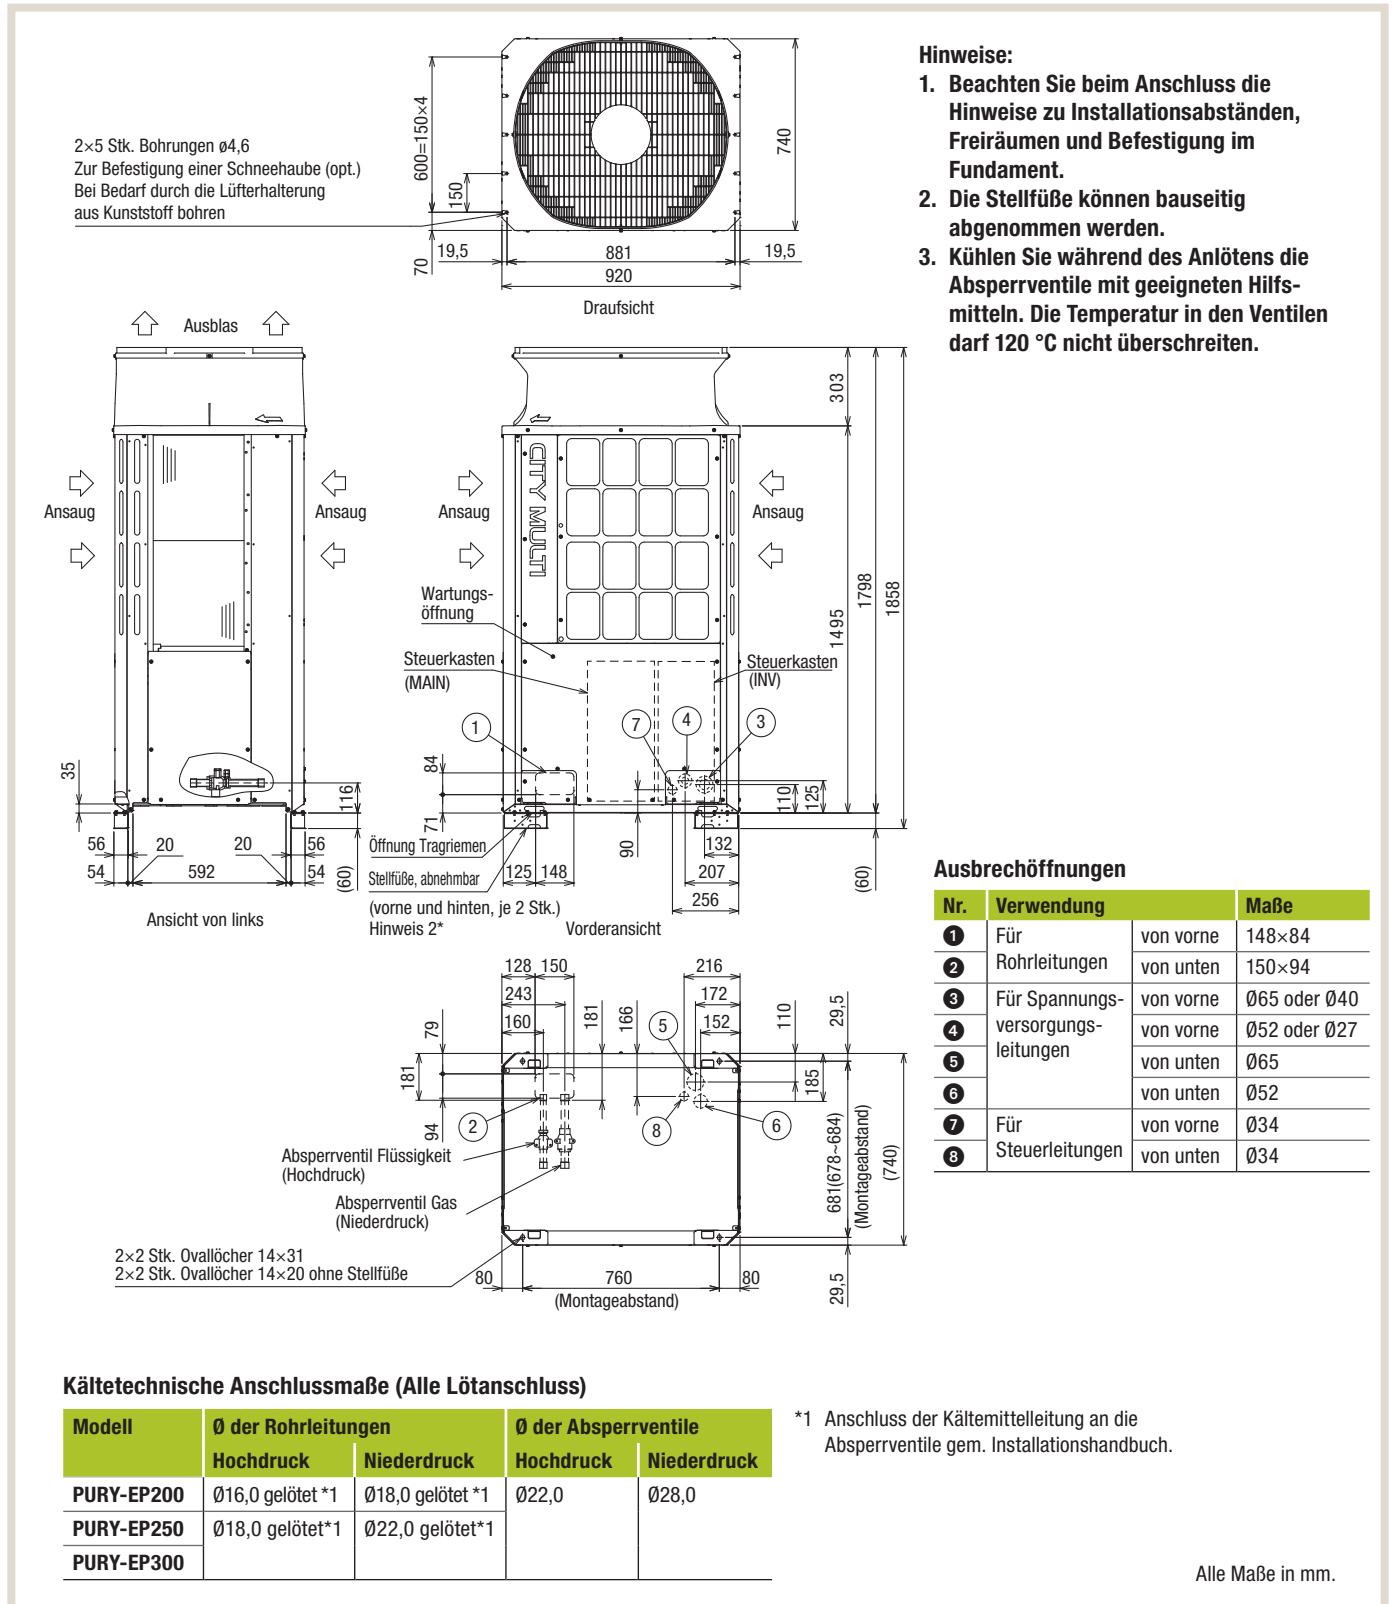 2×5 Stk. Bohrungen ø4,6
Zur Befestigung einer Schneehaube (opt.)
Bei Bedarf durch die Lüfterhalterung
aus Kunststoff bohren
600=150×4
150
70
740
19,5
881
19,5
920
Draufsicht
Hinweise:
1. Beachten Sie beim Anschluss die
Hinweise zu Installationsabständen,
Freiräumen und Befestigung im
Fundament.
2. Die Stellfüße können bauseitig
abgenommen werden.
3. Kühlen Sie während des Anlötens die
Absperrventile mit geeigneten Hilfs-
mitteln. Die Temperatur in den Ventilen
darf 120 °C nicht überschreiten.
Ausblas
Ansaug
Ansaug
35
116
56
20
20
56
54
592
54
(60)
Ansicht von links
CITY MULTI
Ansaug
Ansaug
303
1495
1798
1858
Wartungs-
öffnung
Steuerkasten
(MAIN)
Steuerkasten
(INV)
1
7
4
3
84
71
90
110
125
Öffnung Tragriemen
Stellfüße, abnehmbar
(vorne und hinten, je 2 Stk.)
Hinweis 2*
125
148
132
207
256
(60)
Vorderansicht
128
150
216
243
172
160
152
181
166
110
29,5
79
181
94
185
5
2
8
6
Absperrventil Flüssigkeit
(Hochdruck)
Absperrventil Gas
(Niederdruck)
2×2 Stk. Ovallöcher 14×31
2×2 Stk. Ovallöcher 14×20 ohne Stellfüße
681(678~684)
(Montageabstand)
(740)
80
760
80
(Montageabstand)
29,5
Ausbrechöffnungen
Nr. Verwendung Maße
1 Für von vorne 148×84
2 Rohrleitungen von unten 150×94
3 Für Spannungs- von vorne Ø65 oder Ø40
4 versorgungs- von vorne Ø52 oder Ø27
5 leitungen von unten Ø65
6 von unten Ø52
7 Für von vorne Ø34
8 Steuerleitungen von unten Ø34
Kältetechnische Anschlussmaße (Alle Lötanschluss)
Modell Ø der Rohrleitungen Ø der Absperrventile
Hochdruck Niederdruck Hochdruck Niederdruck
PURY-EP200 Ø16,0 gelötet *1 Ø18,0 gelötet *1 Ø22,0 Ø28,0
PURY-EP250 Ø18,0 gelötet*1 Ø22,0 gelötet*1
PURY-EP300
*1 Anschluss der Kältemittelleitung an die
Absperrventile gem. Installationshandbuch.
Alle Maße in mm.